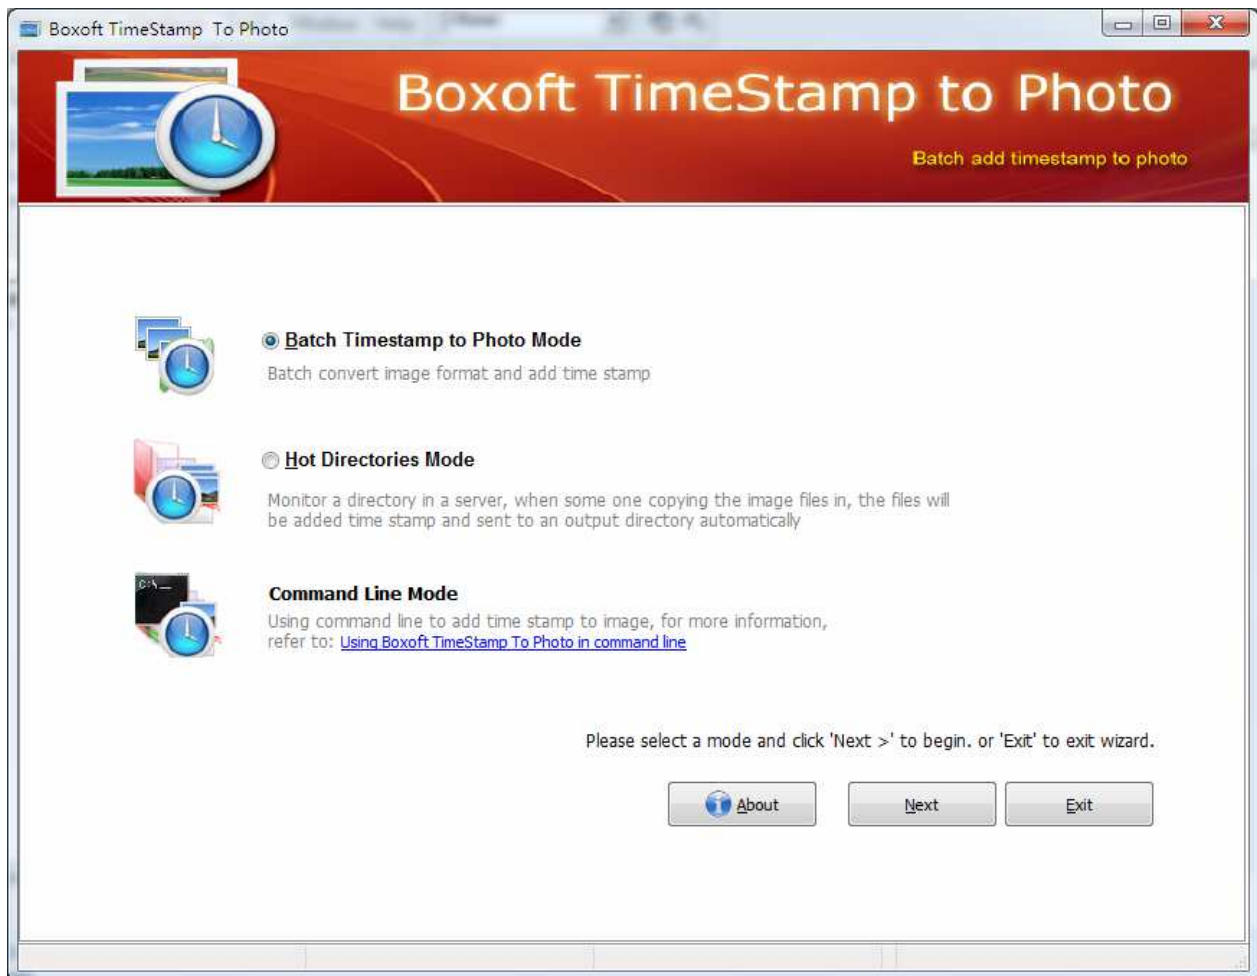 Boxoft TimeStamp To Photo
Boxoft TimeStamp to Photo
Batch add timestamp to photo
Batch Timestamp to Photo Mode
Batch convert image format and add time stamp
Hot Directories Mode
Monitor a directory in a server, when some one copying the image files in, the files will
be added time stamp and sent to an output directory automatically
C:\_
Command Line Mode
Using command line to add time stamp to image, for more information,
refer to: Using Boxoft TimeStamp To Photo in command line
Please select a mode and click 'Next >' to begin. or 'Exit' to exit wizard.
About
Next
Exit